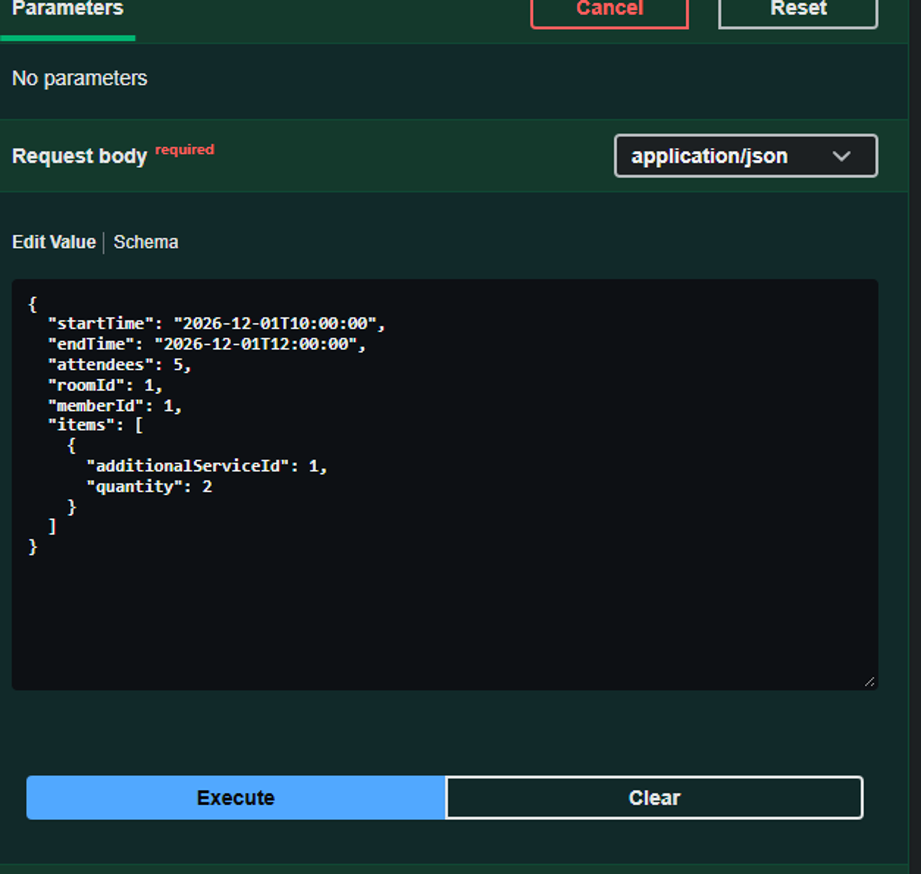 Parameters
Cancel
Reset
No parameters
Request body required
application/json
Edit Value | Schema
{
  "startTime": "2026-12-01T10:00:00",
  "endTime": "2026-12-01T12:00:00",
  "attendees": 5,
  "roomId": 1,
  "memberId": 1,
  "items": [
    {
      "additionalServiceId": 1,
      "quantity": 2
    }
  ]
}
Execute
Clear